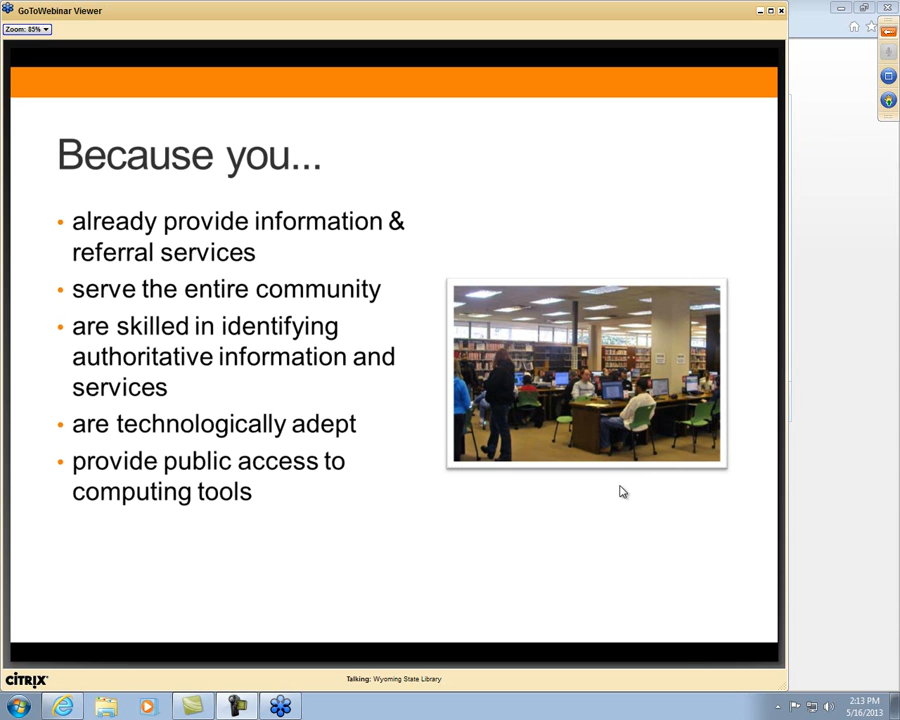 GoToWebinar Viewer
Zoom: 85%
Because you...
• already provide information &
referral services
• serve the entire community
• are skilled in identifying
authoritative information and
services
• are technologically adept
• provide public access to
computing tools
CITRIX
Talking: Wyoming State Library
2:13 PM
5/16/2013